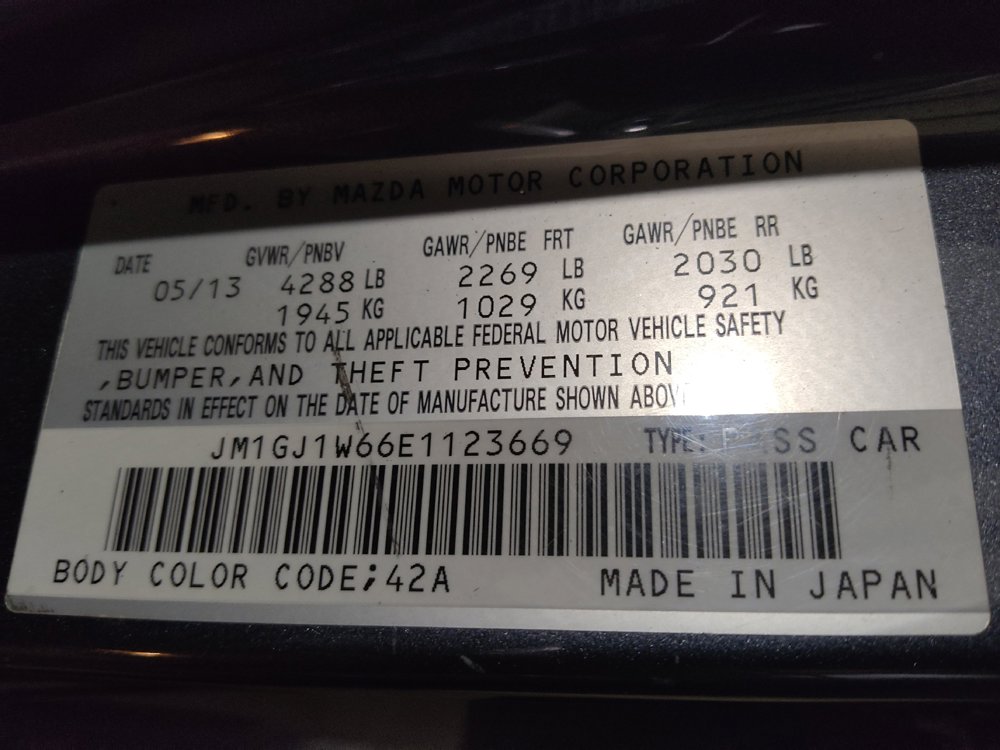 MFD. BY MAZDA MOTOR CORPORATION
DATE GVWR/PNBV GAWR/PNBE FRT GAWR/PNBE RR
05/13 4288 LB 2269 LB 2030 LB
1945 KG 1029 KG 921 KG
THIS VEHICLE CONFORMS TO ALL APPLICABLE FEDERAL MOTOR VEHICLE SAFETY
,BUMPER,AND THEFT PREVENTION
STANDARDS IN EFFECT ON THE DATE OF MANUFACTURE SHOWN ABOVE
JM1GJ1W66E1123669 TYPE: PASS CAR
BODY COLOR CODE;42A MADE IN JAPAN